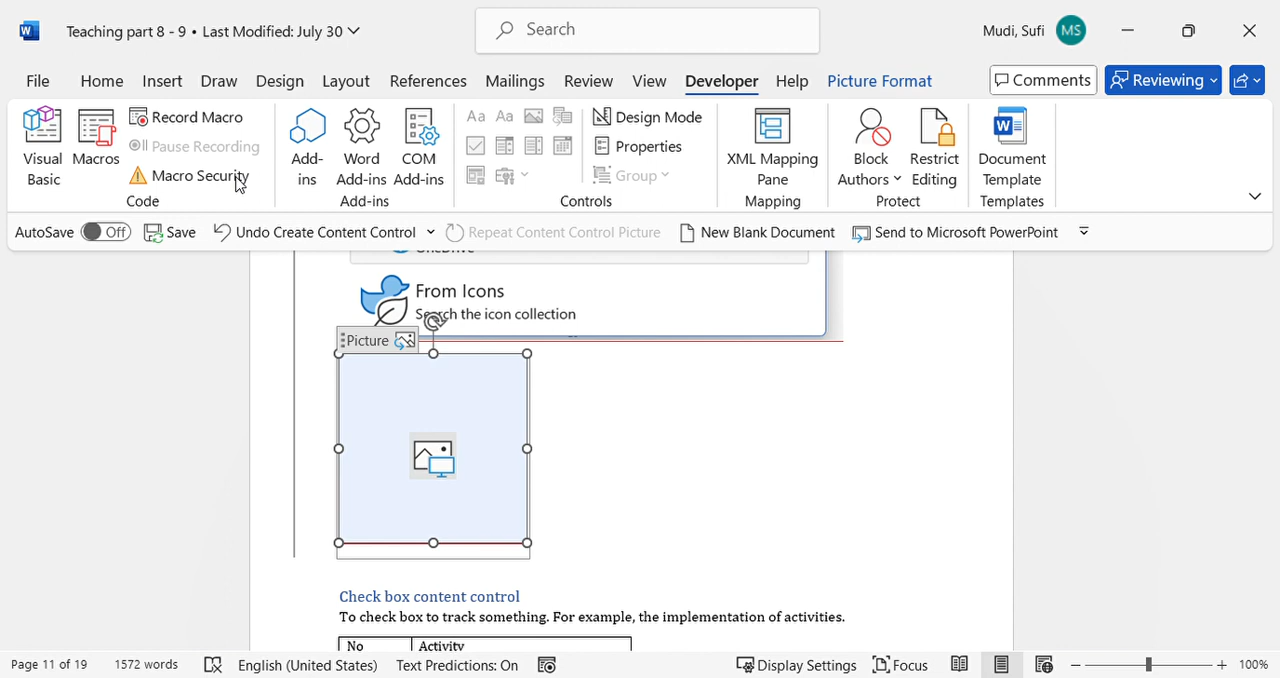 Teaching part 8 - 9 • Last Modified: July 30
Search
Mudi, Sufi MS
File Home Insert Draw Design Layout References Mailings Review View Developer Help Picture Format Comments Reviewing
Visual Basic
Macros
Record Macro
Pause Recording
Macro Security
Code
Add-ins
Word Add-ins
COM Add-ins
Add-ins
Aa Aa
Design Mode
Properties
Group
Controls
XML Mapping Pane
Mapping
Block Authors
Restrict Editing
Protect
Document Template
Templates
AutoSave Off Save Undo Create Content Control Repeat Content Control Picture New Blank Document Send to Microsoft PowerPoint
From Icons
Search the icon collection
Picture
Check box content control
To check box to track something. For example, the implementation of activities.
No Activity
Page 11 of 19 1572 words English (United States) Text Predictions: On Display Settings Focus 100%